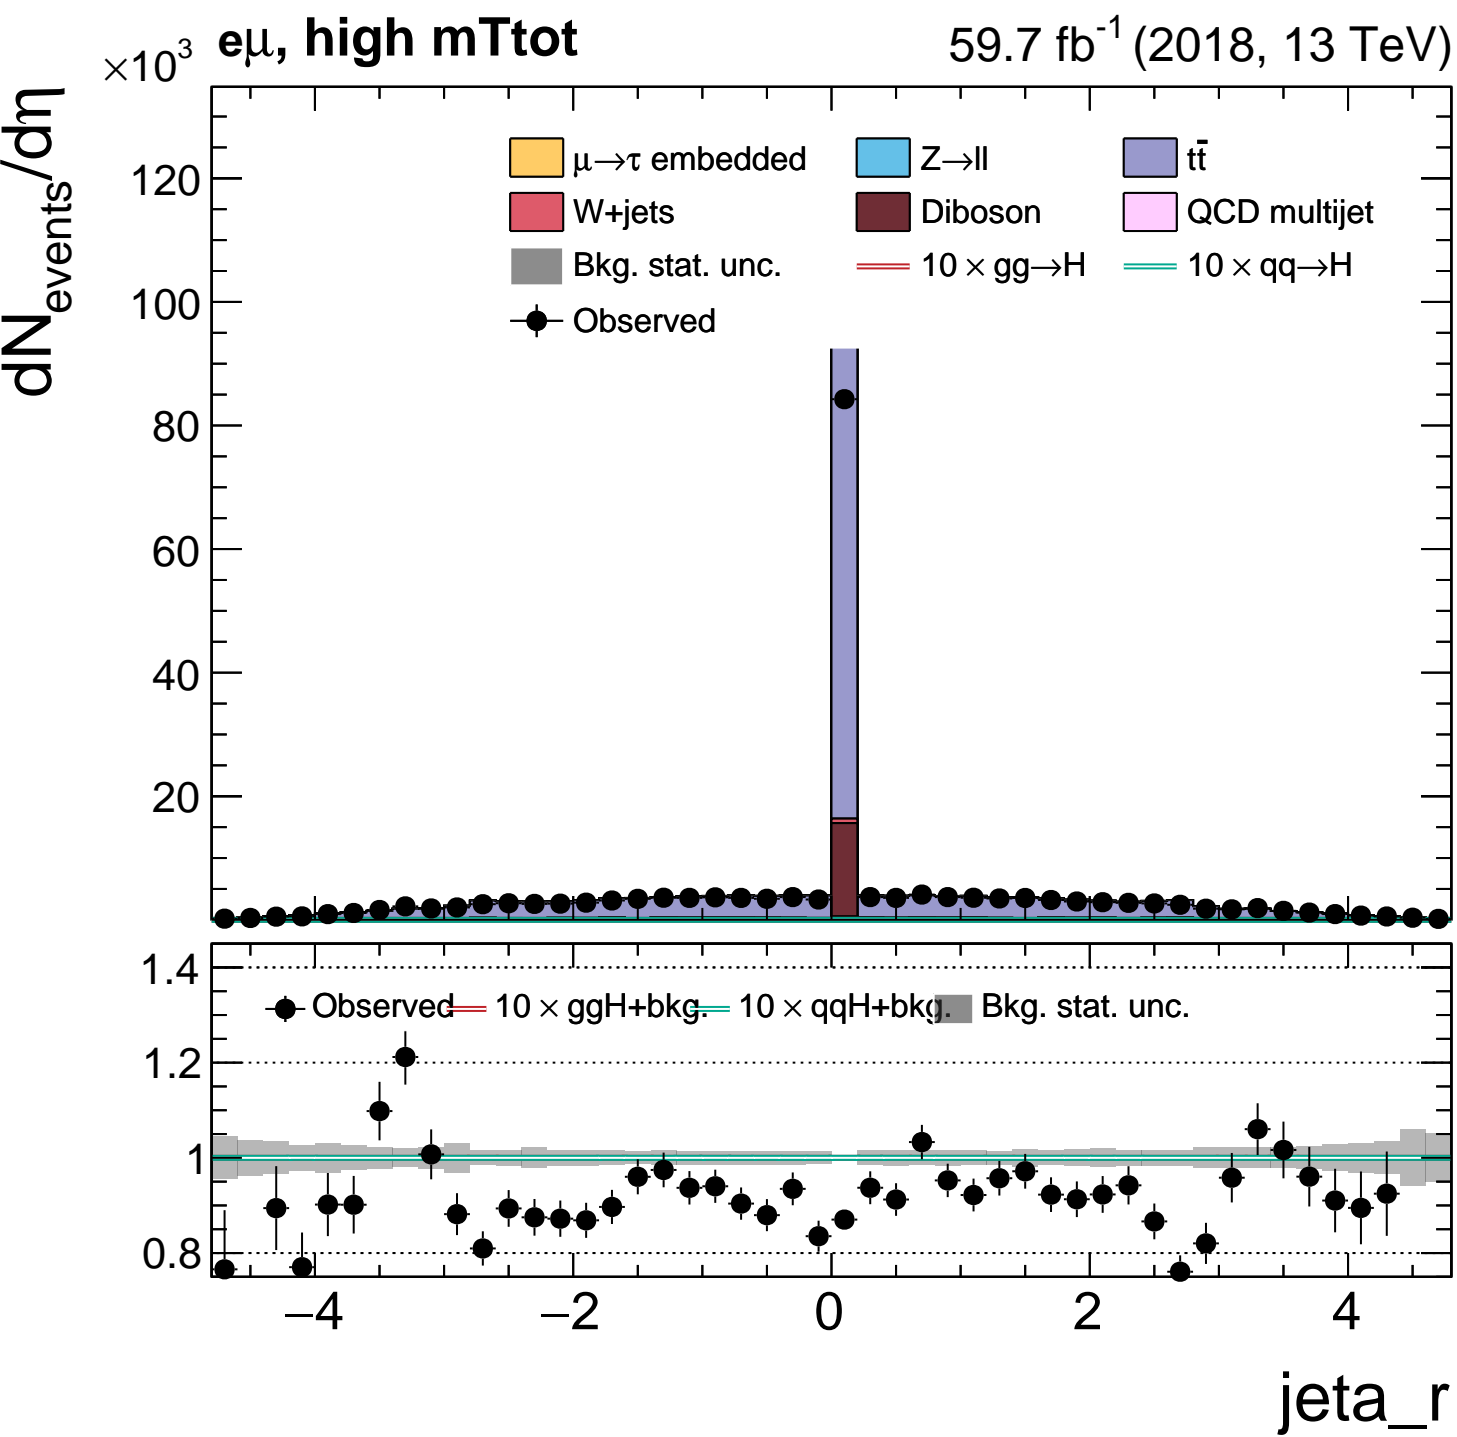 ×10³ eμ, high mTtot 59.7 fb⁻¹ (2018, 13 TeV)
dN_events/dη
μ→τ embedded Z→ll tt̄
W+jets Diboson QCD multijet
Bkg. stat. unc. 10 × gg→H 10 × qq→H
Observed
120
100
80
60
40
20
1.4
Observed 10 × ggH+bkg. 10 × qqH+bkg. Bkg. stat. unc.
1.2
1
0.8
−4 −2 0 2 4
jeta_r